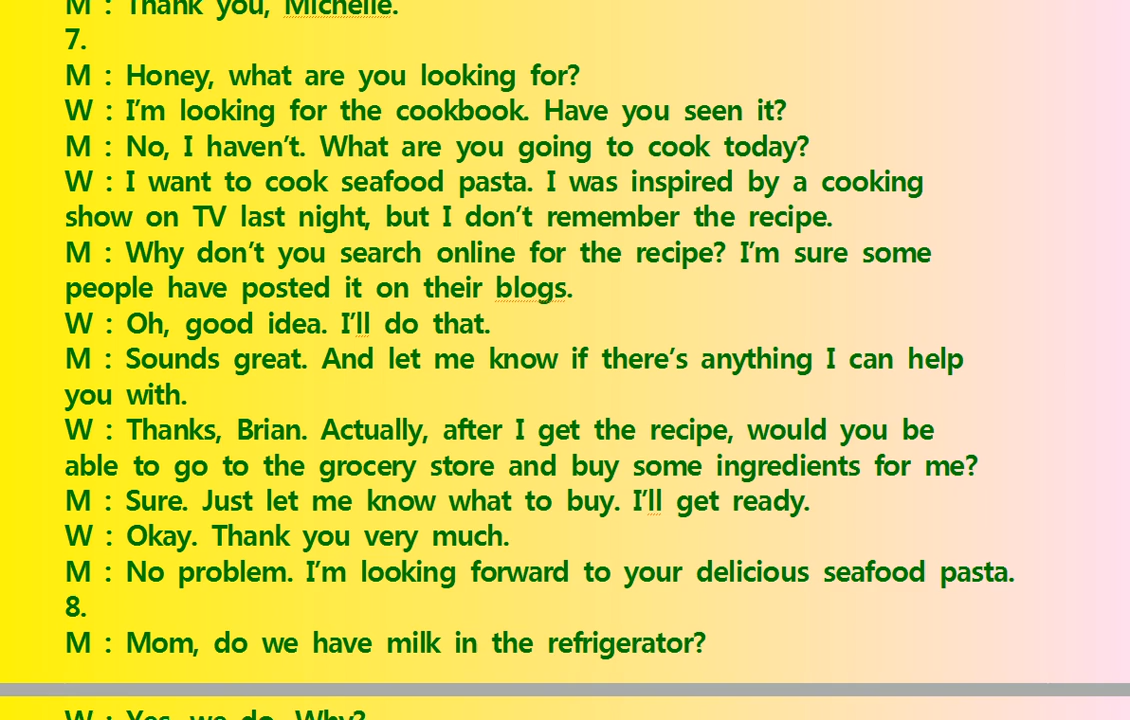 M : Thank you, Michelle.
7.
M : Honey, what are you looking for?
W : I'm looking for the cookbook. Have you seen it?
M : No, I haven't. What are you going to cook today?
W : I want to cook seafood pasta. I was inspired by a cooking
show on TV last night, but I don't remember the recipe.
M : Why don't you search online for the recipe? I'm sure some
people have posted it on their blogs.
W : Oh, good idea. I'll do that.
M : Sounds great. And let me know if there's anything I can help
you with.
W : Thanks, Brian. Actually, after I get the recipe, would you be
able to go to the grocery store and buy some ingredients for me?
M : Sure. Just let me know what to buy. I'll get ready.
W : Okay. Thank you very much.
M : No problem. I'm looking forward to your delicious seafood pasta.
8.
M : Mom, do we have milk in the refrigerator?
W : Yes, we do. Why?